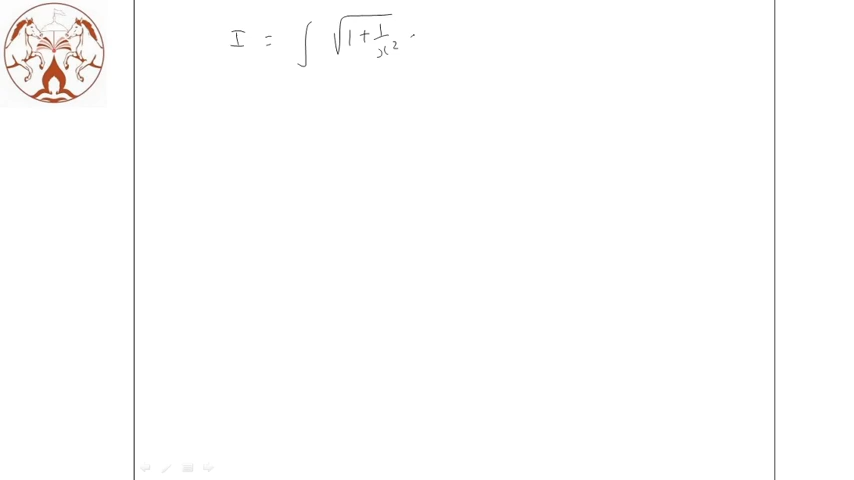 I = ∫ √(1 + 1/x²)